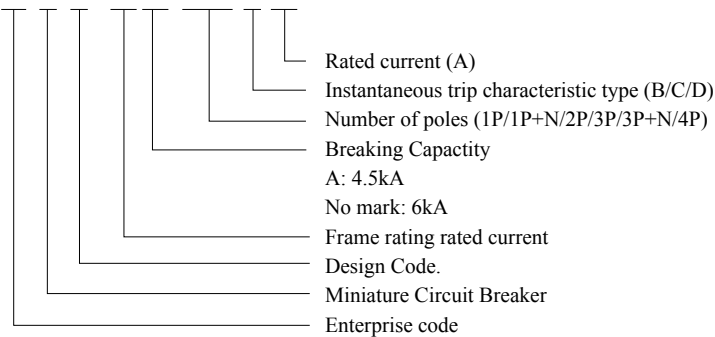 Rated current (A)
Instantaneous trip characteristic type (B/C/D)
Number of poles (1P/1P+N/2P/3P/3P+N/4P)
Breaking Capactity
A: 4.5kA
No mark: 6kA
Frame rating rated current
Design Code.
Miniature Circuit Breaker
Enterprise code